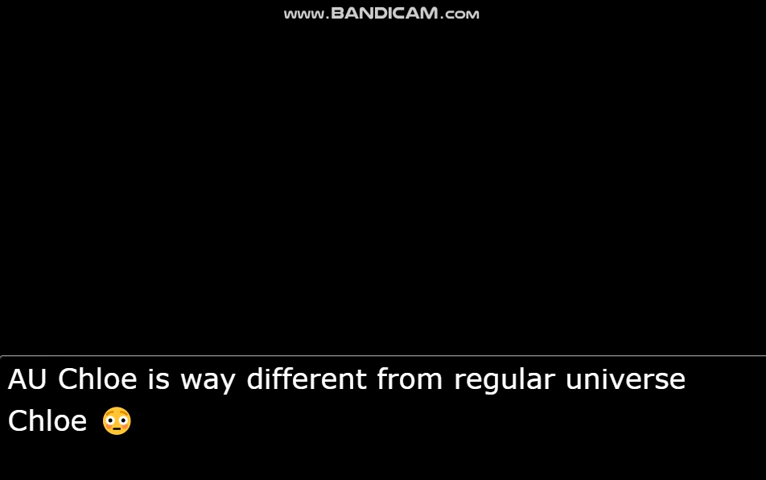 www.BANDICAM.com
AU Chloe is way different from regular universe
Chloe 😳